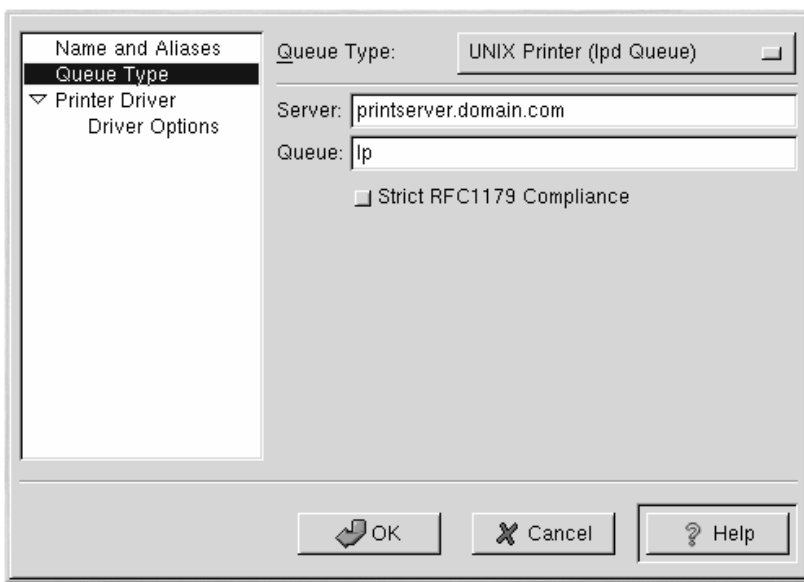 Name and Aliases
Queue Type
Printer Driver
Driver Options
Queue Type: UNIX Printer (lpd Queue)
Server: printserver.domain.com
Queue: lp
Strict RFC1179 Compliance
OK Cancel Help